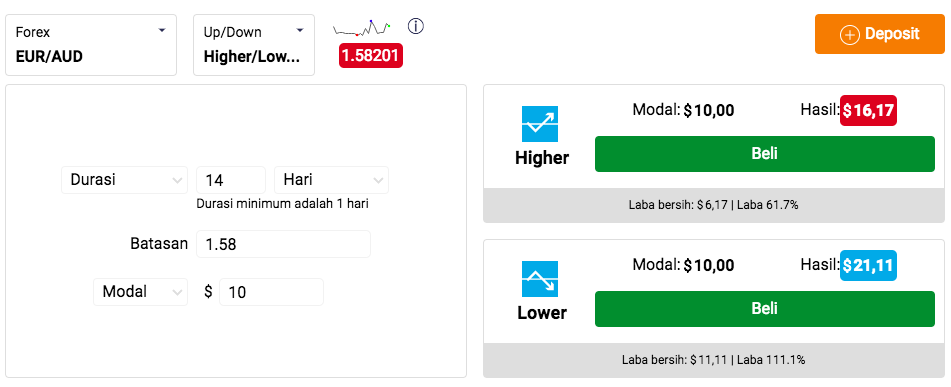 Forex
EUR/AUD
Up/Down
Higher/Low...
1.58201
Deposit
Durasi 14 Hari
Durasi minimum adalah 1 hari
Batasan 1.58
Modal $ 10
Modal: $10,00 Hasil: $16,17
Higher
Beli
Laba bersih: $6,17 | Laba 61.7%
Modal: $10,00 Hasil: $21,11
Lower
Beli
Laba bersih: $11,11 | Laba 111.1%